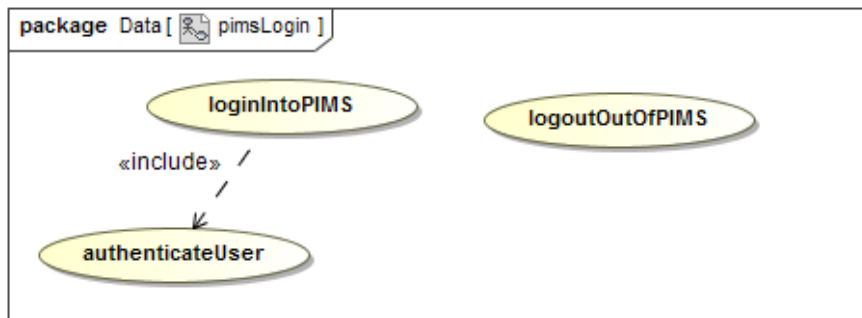 package Data [ pimsLogin ]
loginIntoPIMS
logoutOutOfPIMS
«include»
authenticateUser